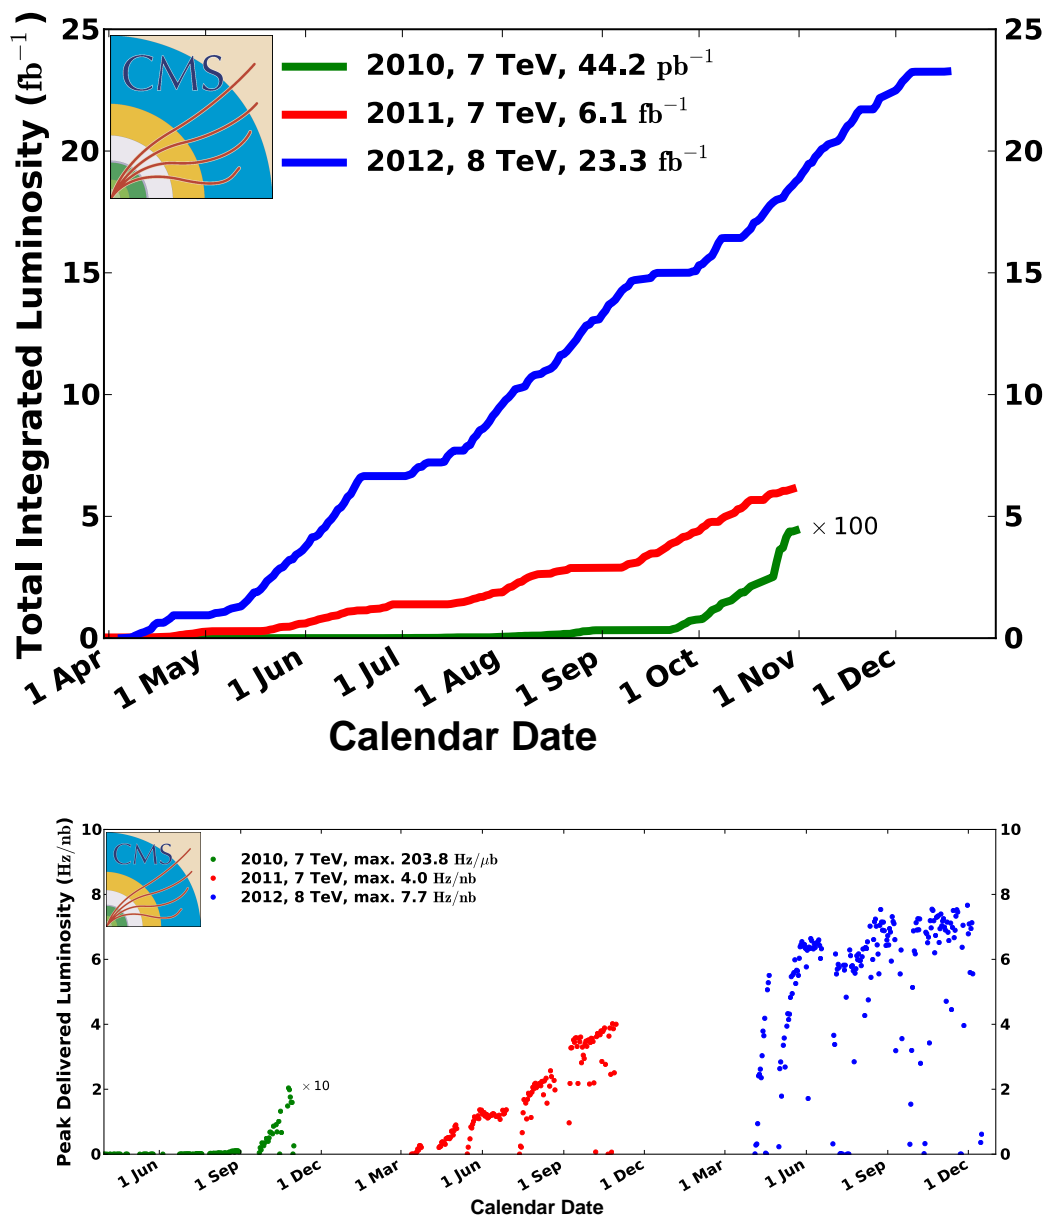 Total Integrated Luminosity (fb⁻¹)
CMS
2010, 7 TeV, 44.2 pb⁻¹
2011, 7 TeV, 6.1 fb⁻¹
2012, 8 TeV, 23.3 fb⁻¹
25 25
20 20
15 15
10 10
5 5
0 0
× 100
1 Apr 1 May 1 Jun 1 Jul 1 Aug 1 Sep 1 Oct 1 Nov 1 Dec
Calendar Date
Peak Delivered Luminosity (Hz/nb)
CMS
2010, 7 TeV, max. 203.8 Hz/μb
2011, 7 TeV, max. 4.0 Hz/nb
2012, 8 TeV, max. 7.7 Hz/nb
10 10
8 8
6 6
4 4
2 2
0 0
× 10
1 Jun 1 Sep 1 Dec 1 Mar 1 Jun 1 Sep 1 Dec 1 Mar 1 Jun 1 Sep 1 Dec
Calendar Date